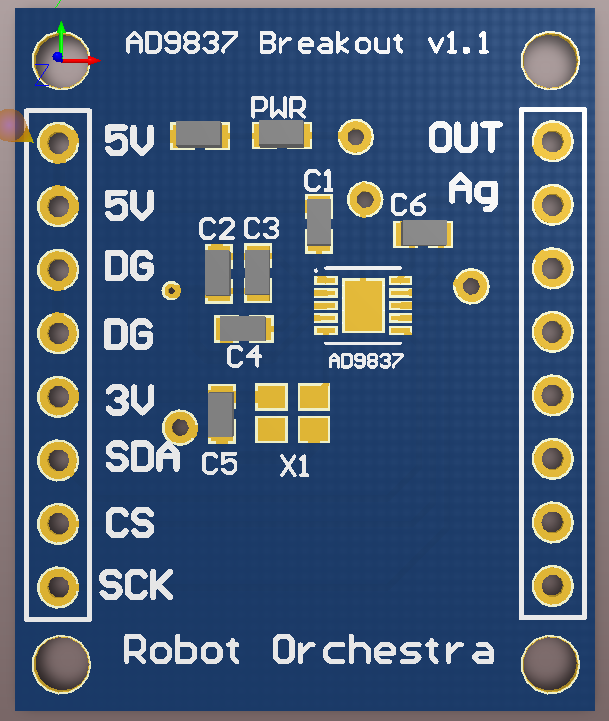 AD9837 Breakout v1.1
PWR
5V
OUT
5V
C1
Ag
C6
C2 C3
DG
DG
C4
AD9837
3V
SDA
C5
X1
CS
SCK
Robot Orchestra